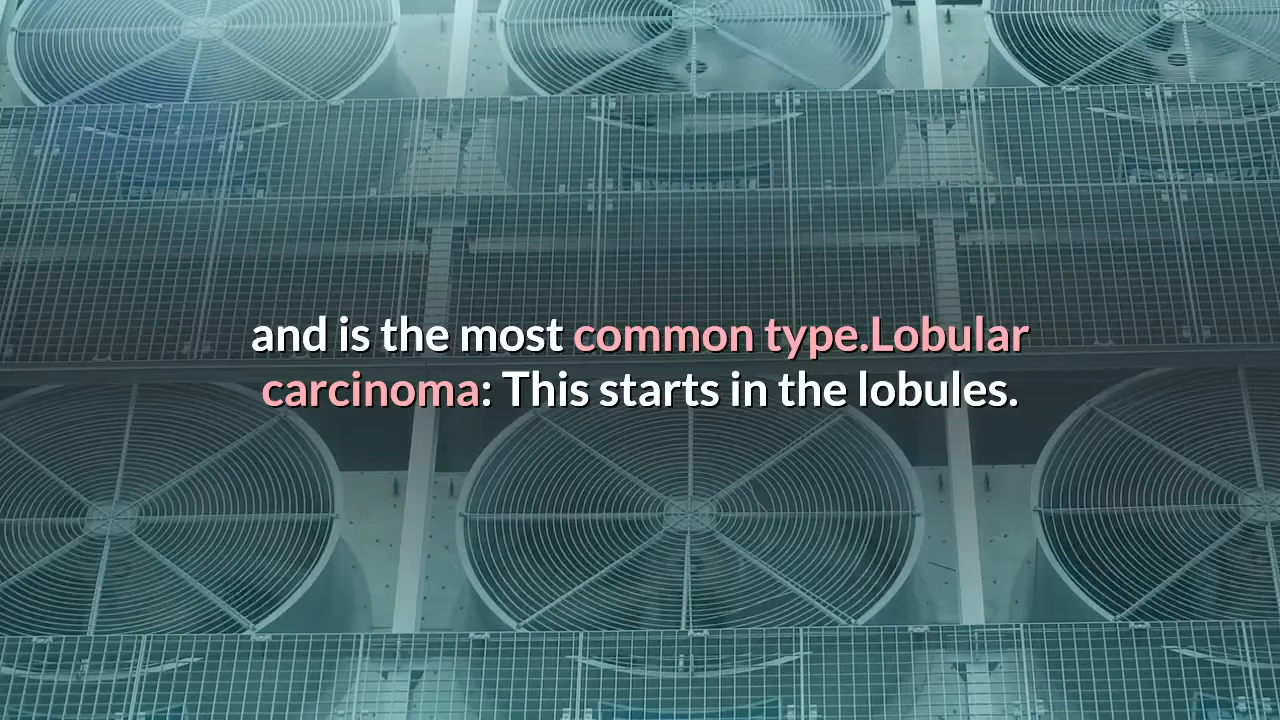 and is the most common type.Lobular
carcinoma: This starts in the lobules.